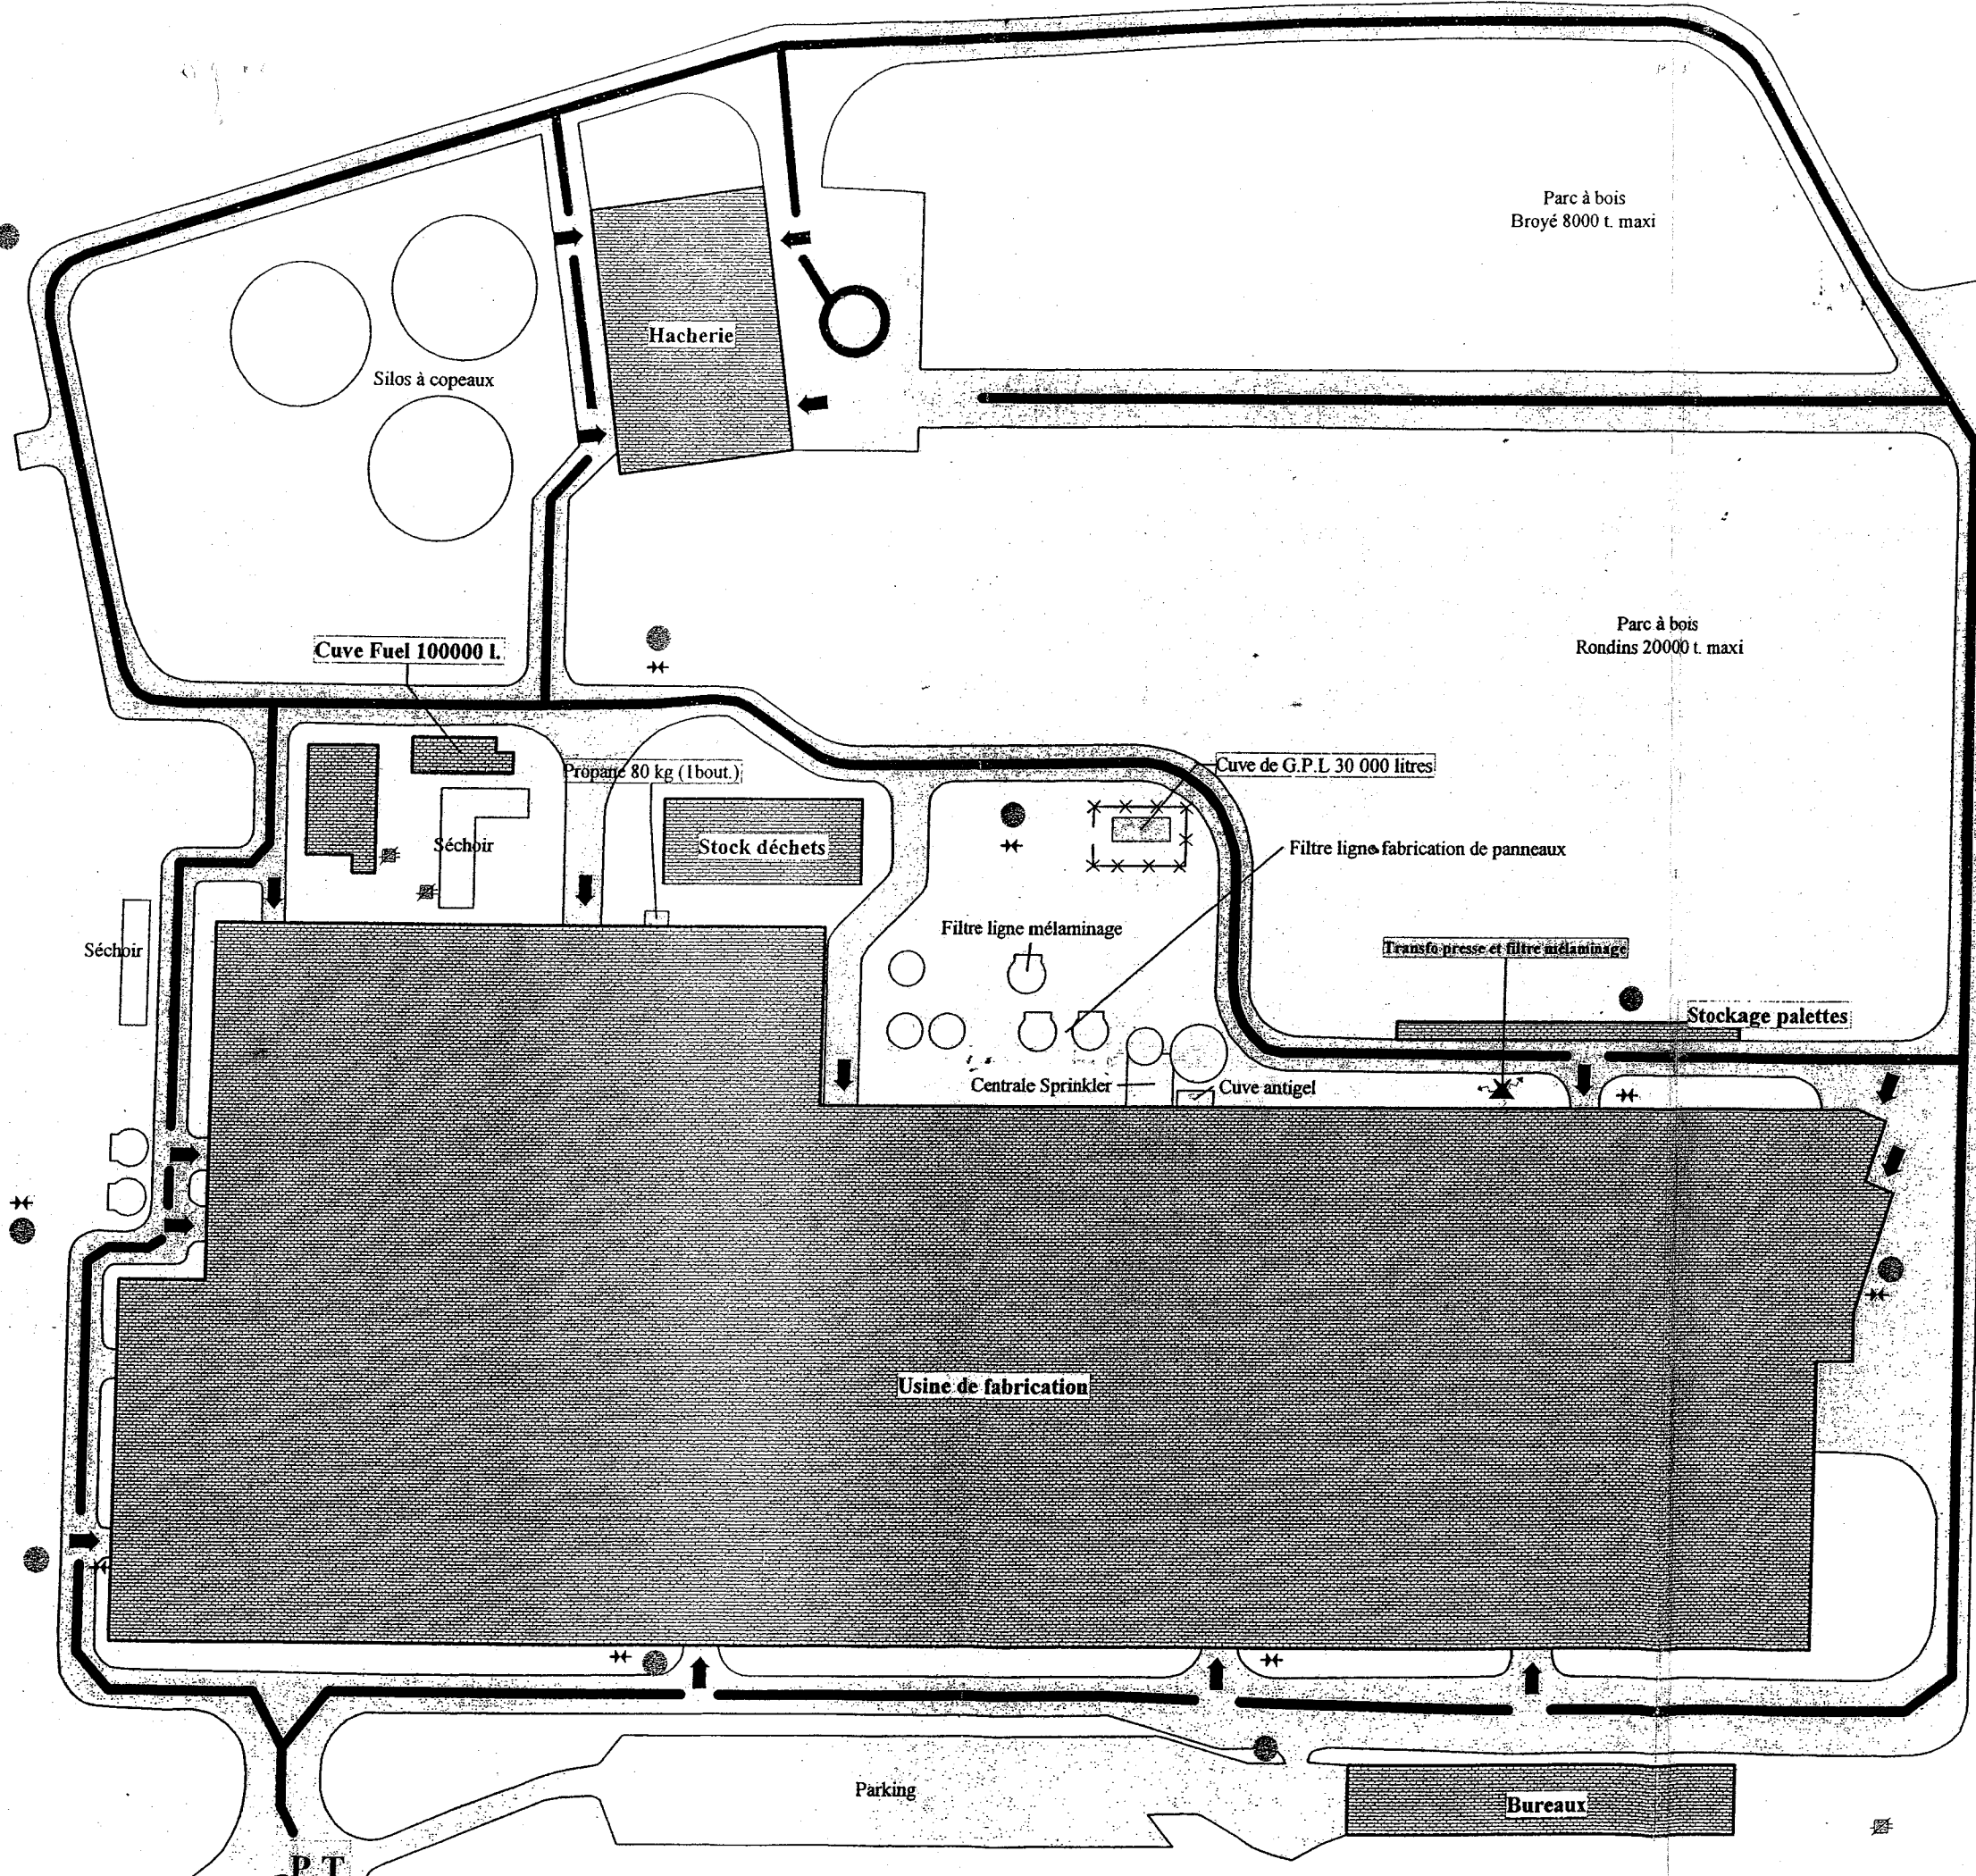 Parc à bois
Broyé 8000 t. maxi
Hacherie
Silos à copeaux
Parc à bois
Rondins 20000 t. maxi
Cuve Fuel 100000 l.
Propane 80 kg (1bout.)
Cuve de G.P.L 30 000 litres
Séchoir
Stock déchets
Filtre ligne fabrication de panneaux
Filtre ligne mélaminage
Séchoir
Transfo presse et filtre mélaminage
Stockage palettes
Centrale Sprinkler
Cuve antigel
Usine de fabrication
Parking
Bureaux
P.T